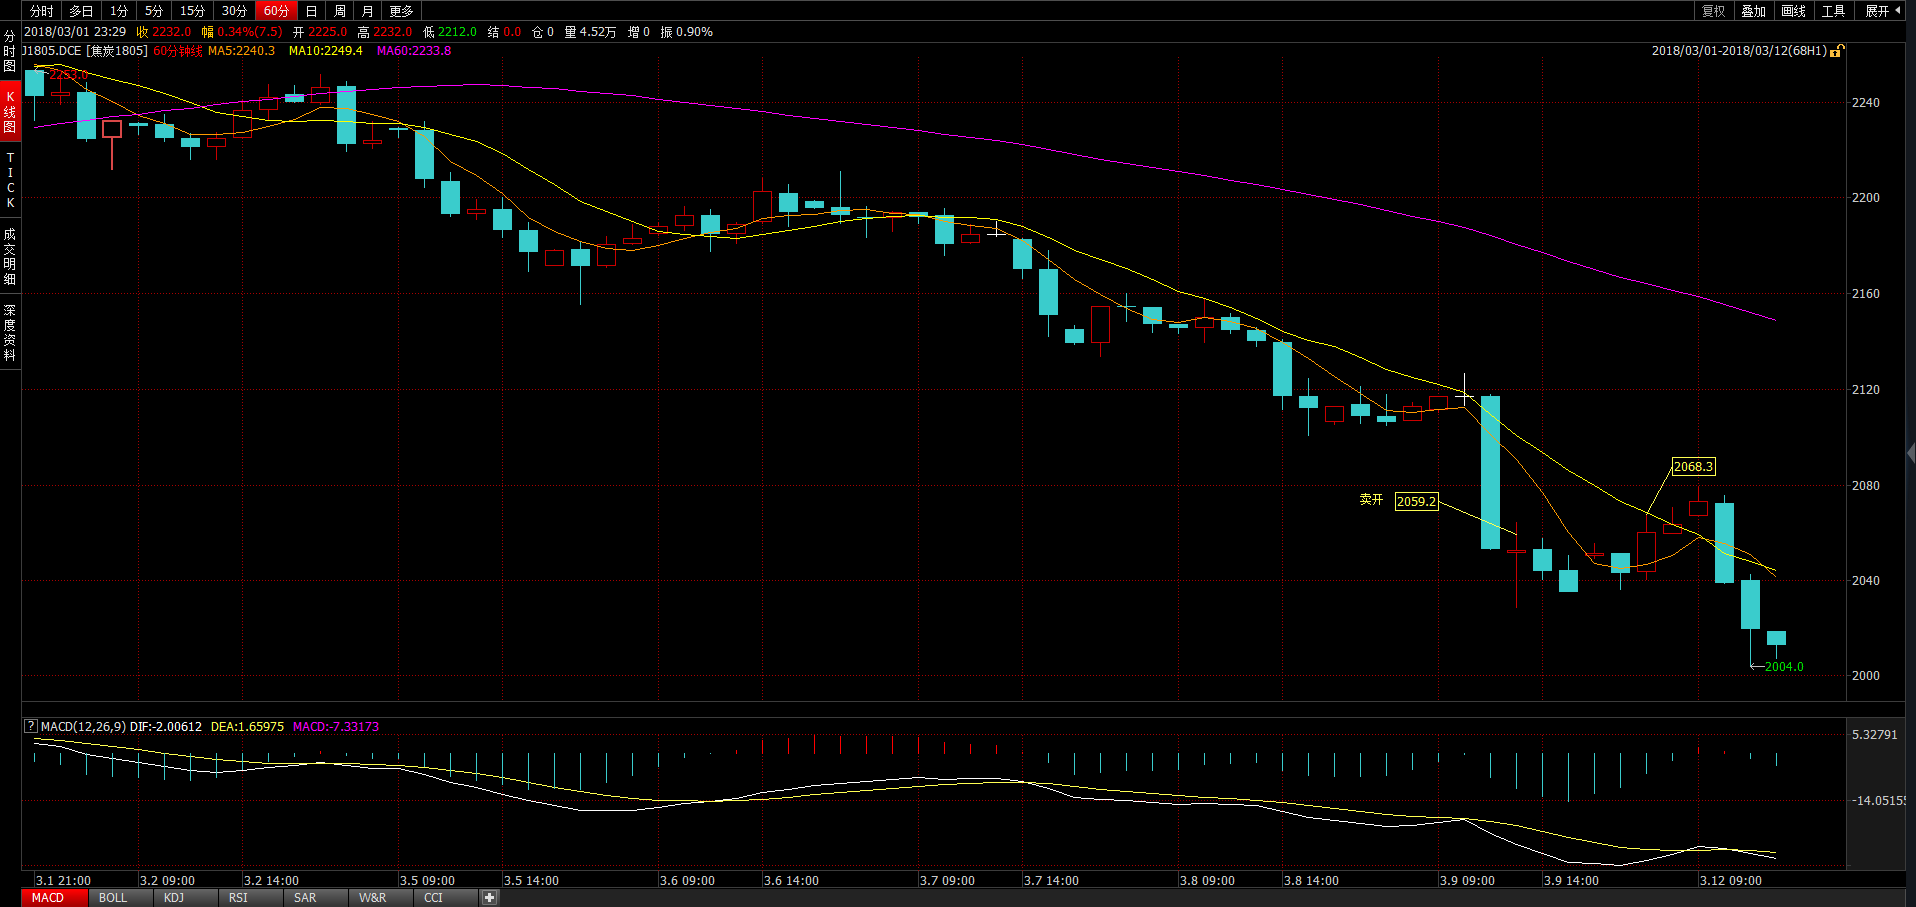 分时 多日 1分 5分 15分 30分 60分 日 周 月 更多 复权 叠加 画线 工具 展开
2018/03/01 23:29 收 2232.0 幅 0.34%(7.5) 开 2225.0 高 2232.0 低 2212.0 结 0.0 仓 0 量 4.52万 增 0 振 0.90%
J1805.DCE [焦炭1805] 60分钟线 MA5:2240.3 MA10:2249.4 MA60:2233.8 2018/03/01-2018/03/12(68H1)
分时图
K线图
TICK
成交明细
深度资料
2253.0
2240
2200
2160
2120
2068.3
2080
卖开 2059.2
2040
2004.0
2000
? MACD(12,26,9) DIF:-2.00612 DEA:1.65975 MACD:-7.33173
5.32791
-14.05155
3.1 21:00 3.2 09:00 3.2 14:00 3.5 09:00 3.5 14:00 3.6 09:00 3.6 14:00 3.7 09:00 3.7 14:00 3.8 09:00 3.8 14:00 3.9 09:00 3.9 14:00 3.12 09:00
MACD BOLL KDJ RSI SAR W&R CCI